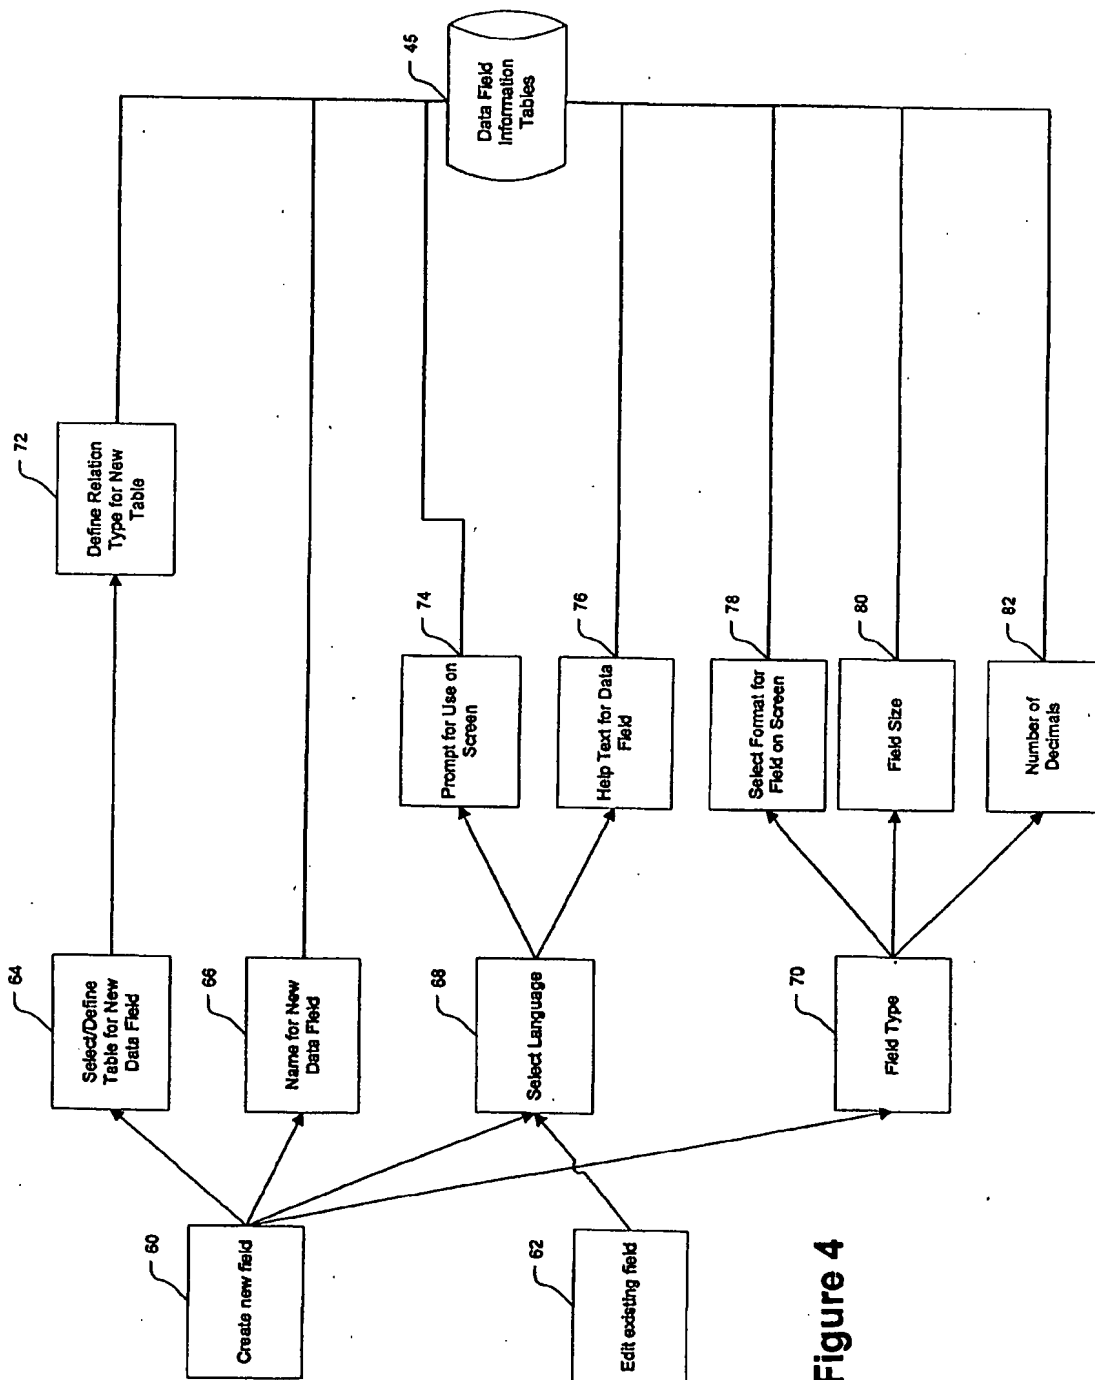 60
Create new field
62
Edit existing field
64
Select/Define
Table for New
Data Field
66
Name for New
Data Field
68
Select Language
70
Field Type
72
Define Relation
Type for New
Table
74
Prompt for Use on
Screen
76
Help Text for Data
Field
78
Select Format for
Field on Screen
80
Field Size
82
Number of
Decimals
45
Data Field
Information
Tables
Figure 4